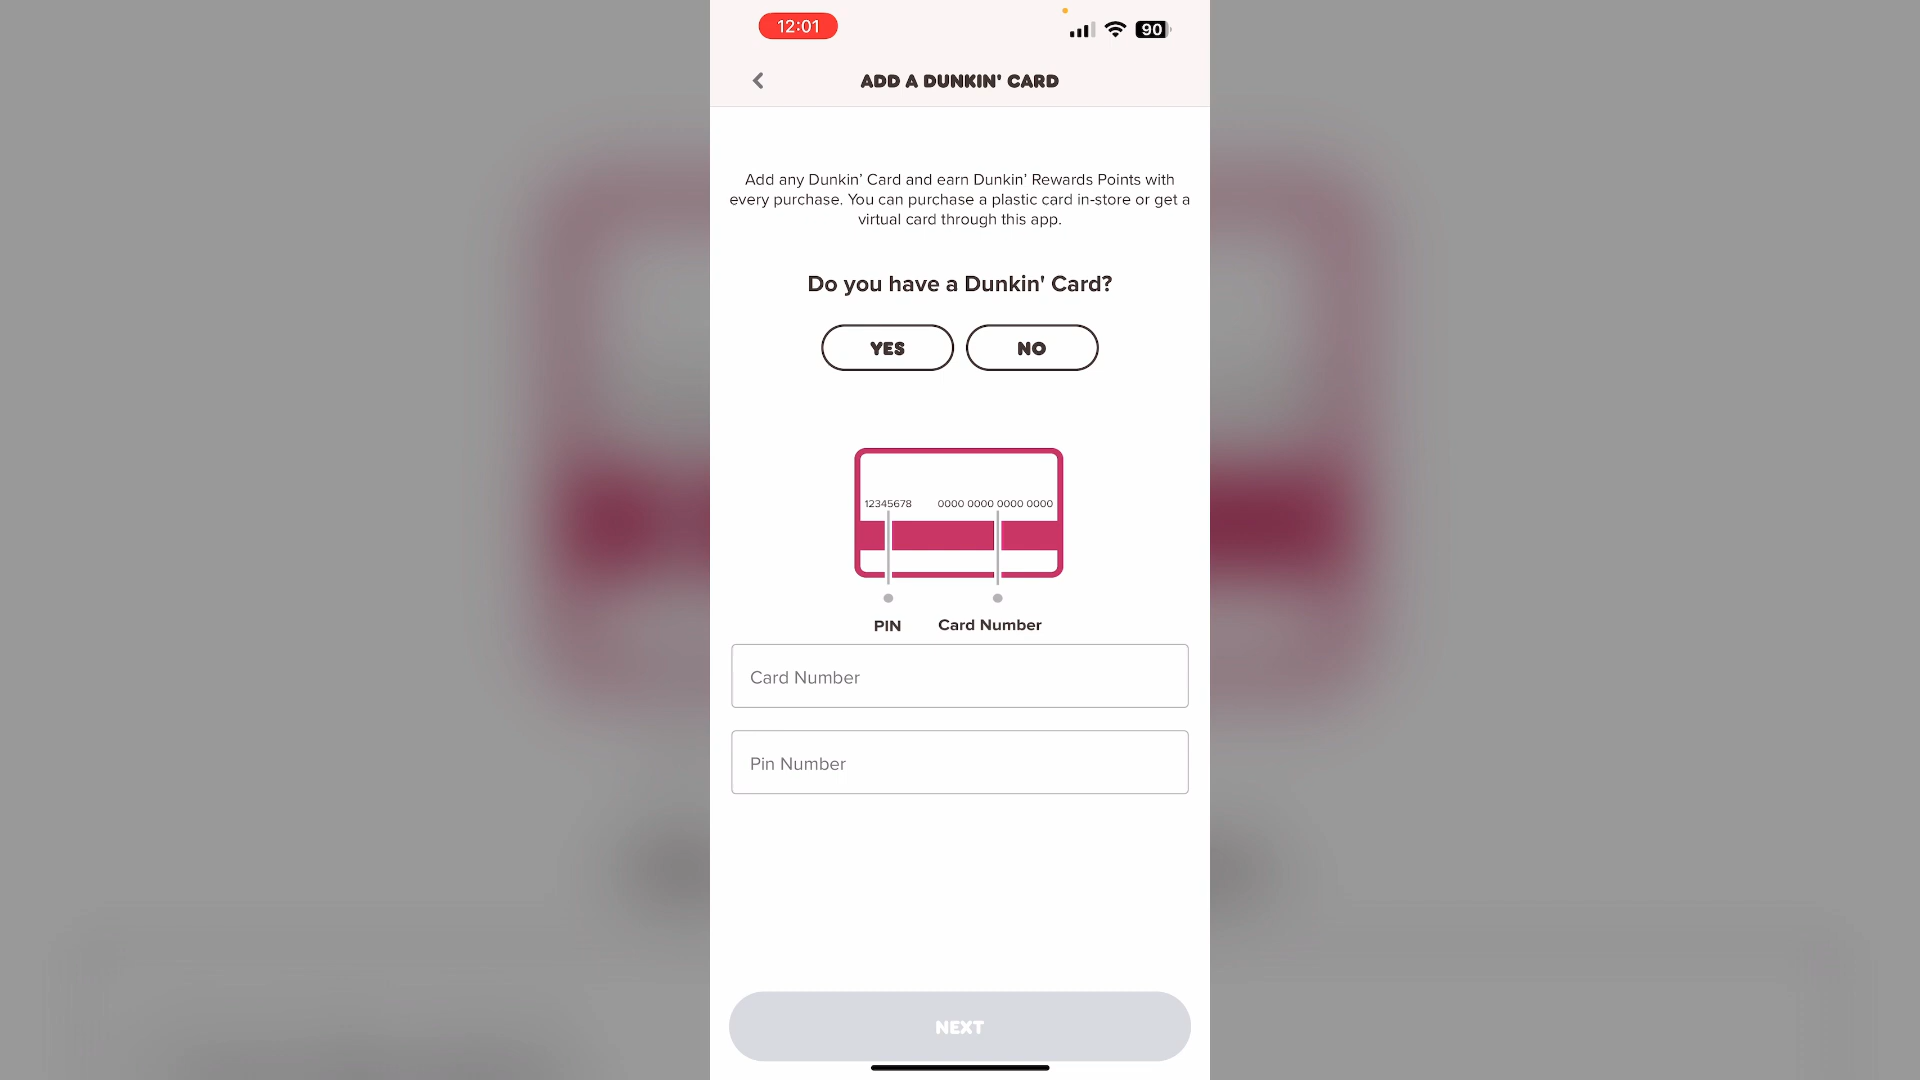 12:01
90
ADD A DUNKIN' CARD
Add any Dunkin’ Card and earn Dunkin’ Rewards Points with
every purchase. You can purchase a plastic card in-store or get a
virtual card through this app.
Do you have a Dunkin' Card?
YES NO
12345678 0000 0000 0000 0000
PIN Card Number
Card Number
Pin Number
NEXT